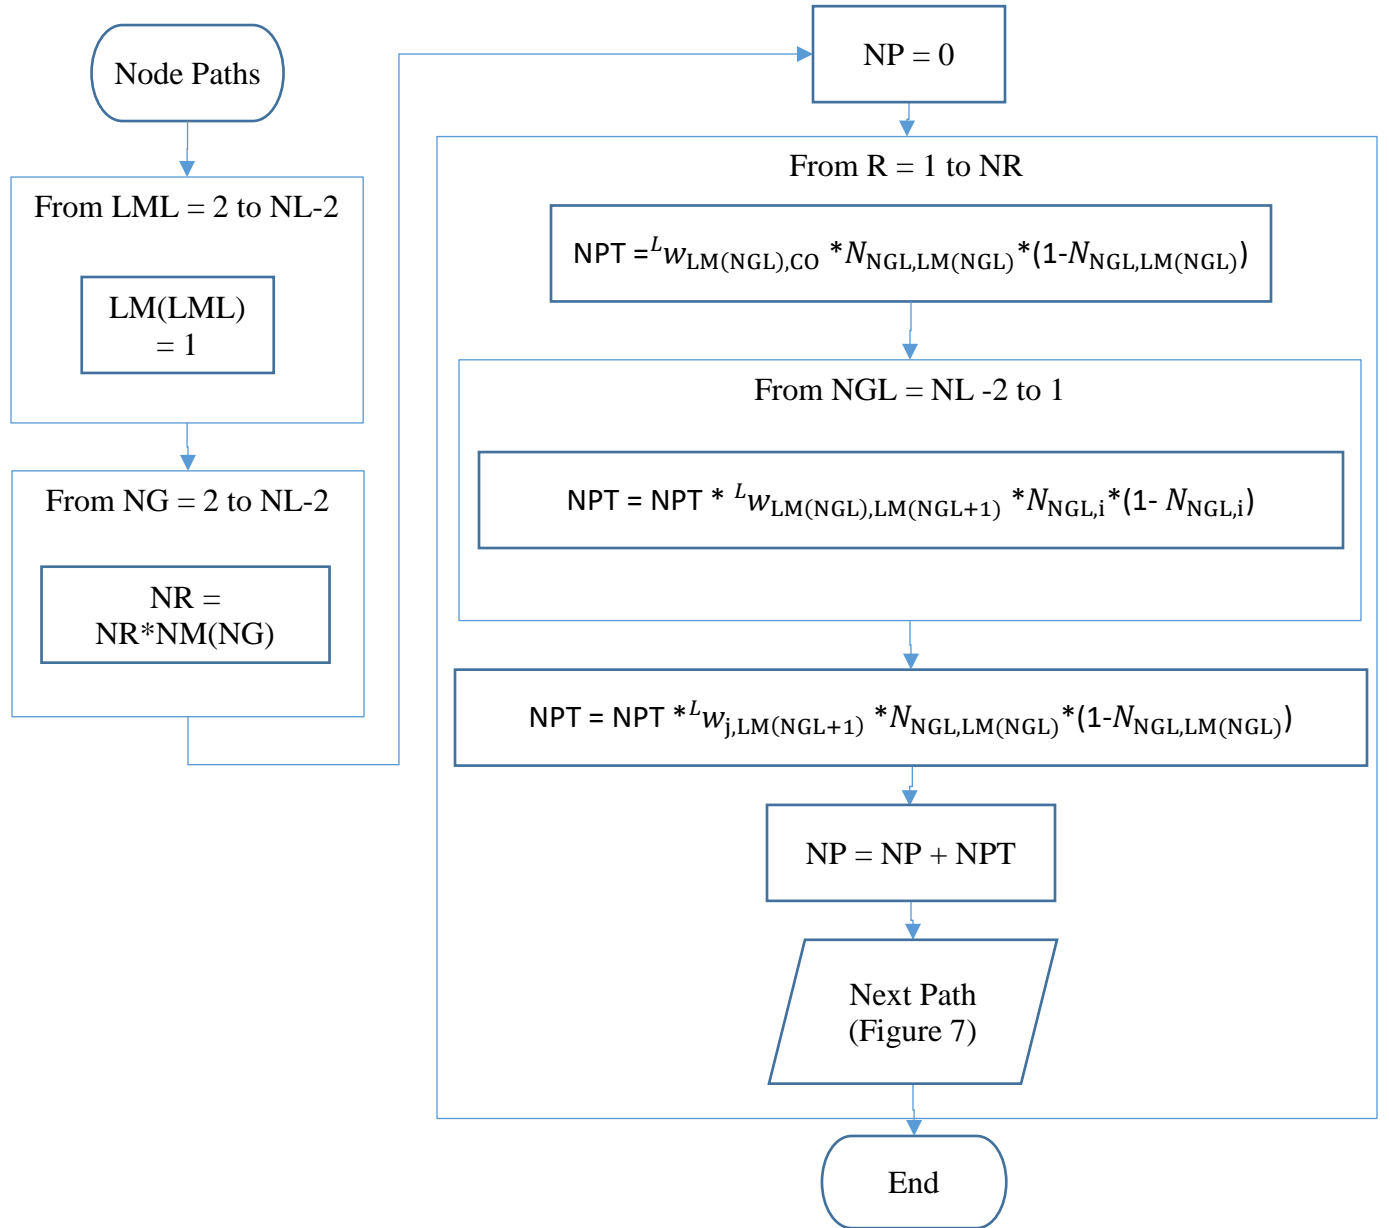 Node Paths
From LML = 2 to NL-2
LM(LML)
= 1
From NG = 2 to NL-2
NR =
NR*NM(NG)
NP = 0
From R = 1 to NR
NPT =ᴸw_LM(NGL),CO *N_NGL,LM(NGL)*(1-N_NGL,LM(NGL))
From NGL = NL -2 to 1
NPT = NPT * ᴸw_LM(NGL),LM(NGL+1) *N_NGL,i*(1- N_NGL,i)
NPT = NPT *ᴸw_j,LM(NGL+1) *N_NGL,LM(NGL)*(1-N_NGL,LM(NGL))
NP = NP + NPT
Next Path
(Figure 7)
End